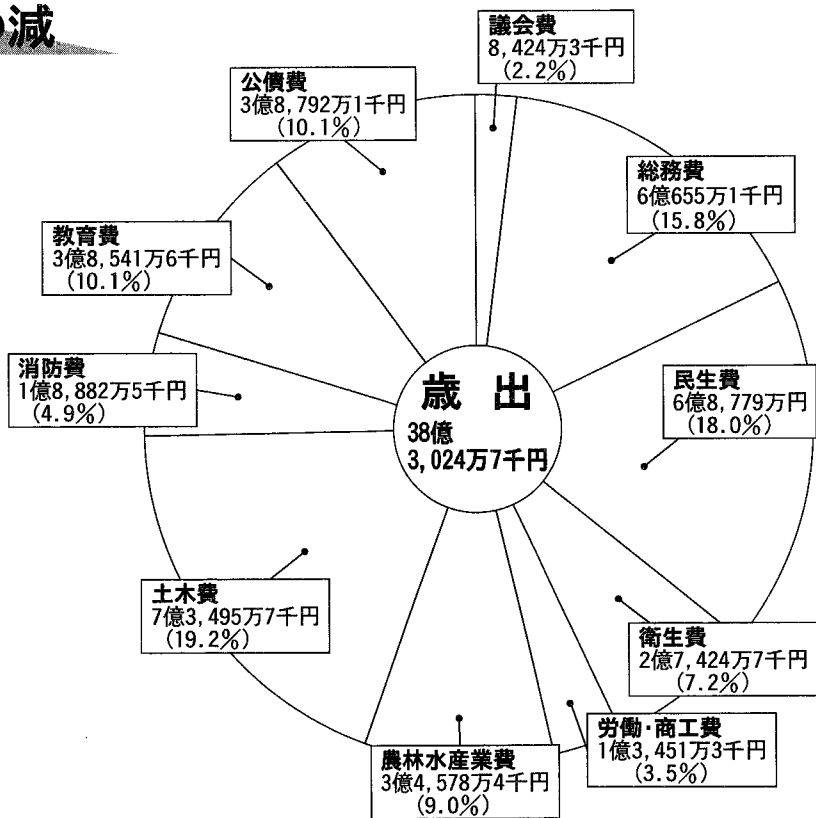 の減
議会費
8,424万3千円
(2.2%)
総務費
6億655万1千円
(15.8%)
民生費
6億8,779万円
(18.0%)
衛生費
2億7,424万7千円
(7.2%)
労働・商工費
1億3,451万3千円
(3.5%)
農林水産業費
3億4,578万4千円
(9.0%)
土木費
7億3,495万7千円
(19.2%)
消防費
1億8,882万5千円
(4.9%)
教育費
3億8,541万6千円
(10.1%)
公債費
3億8,792万1千円
(10.1%)
歳 出
38億
3,024万7千円